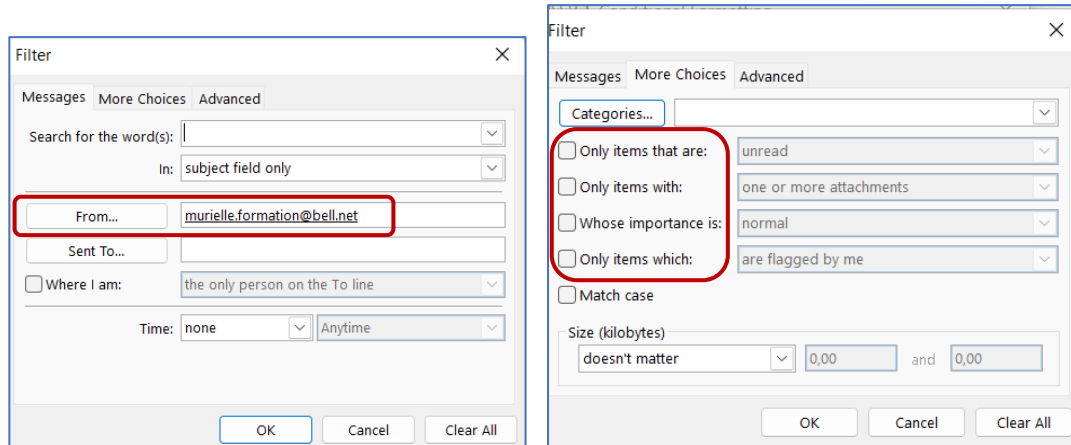 Filter
Messages More Choices Advanced
Search for the word(s):
In: subject field only
From... murielle.formation@bell.net
Sent To...
Where I am: the only person on the To line
Time: none Anytime
OK Cancel Clear All
Filter
Messages More Choices Advanced
Categories...
Only items that are: unread
Only items with: one or more attachments
Whose importance is: normal
Only items which: are flagged by me
Match case
Size (kilobytes)
doesn't matter 0,00 and 0,00
OK Cancel Clear All